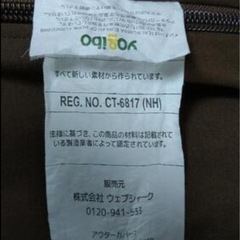 yogibo
すべて新しい素材から作られています。
REG. NO. CT-6817 (NH)
法律に基づき、この商品の材料は記載されて
いる製造業者によって認定されています。
販売元
株式会社 ウェブシャーク
0120-941-533
アウターカバー